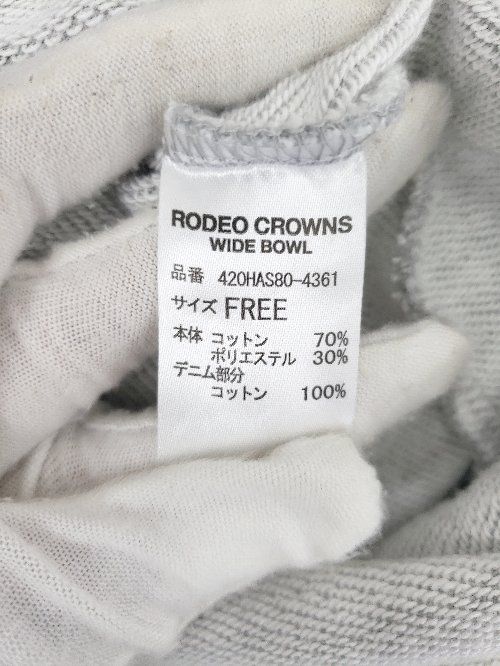 RODEO CROWNS
WIDE BOWL
品番 420HAS80-4361
サイズ FREE
本体 コットン 70%
ポリエステル 30%
デニム部分
コットン 100%